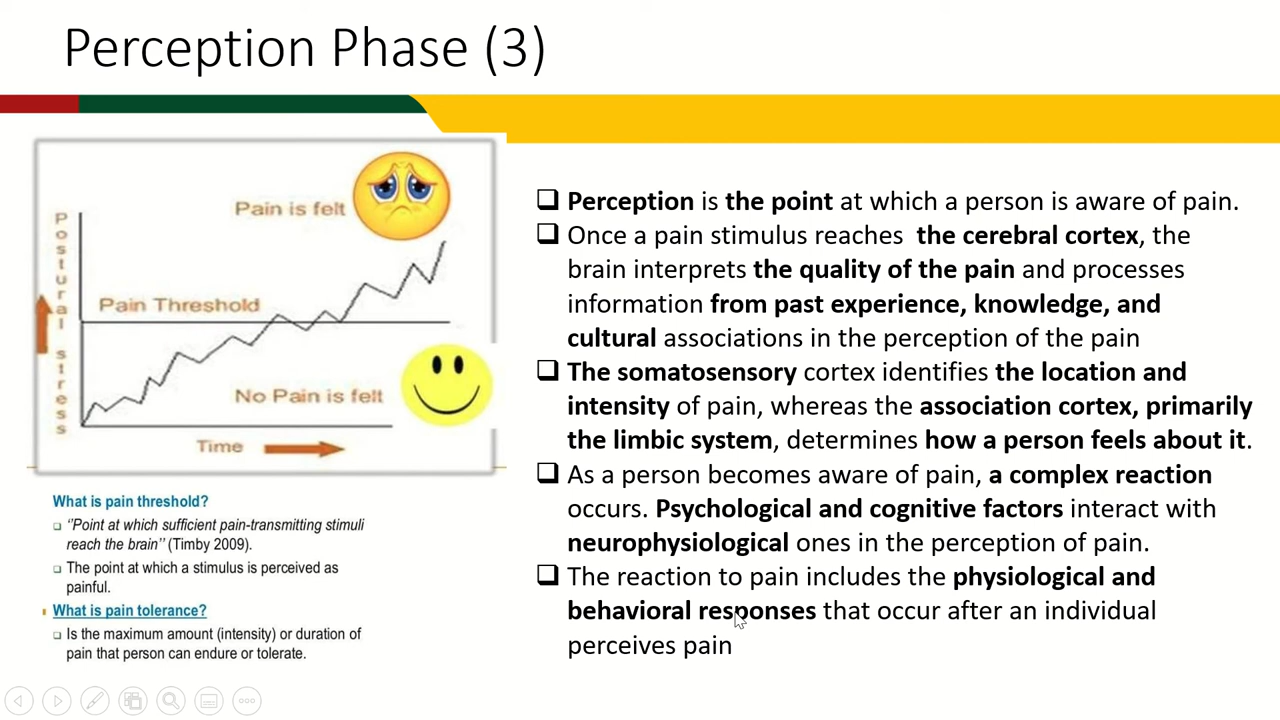 Perception Phase (3)
Pain is felt
Postural stress
Pain Threshold
No Pain is felt
Time
What is pain threshold?
‘’Point at which sufficient pain-transmitting stimuli
reach the brain’’ (Timby 2009).
The point at which a stimulus is perceived as
painful.
What is pain tolerance?
Is the maximum amount (intensity) or duration of
pain that person can endure or tolerate.
Perception is the point at which a person is aware of pain.
Once a pain stimulus reaches the cerebral cortex, the
brain interprets the quality of the pain and processes
information from past experience, knowledge, and
cultural associations in the perception of the pain
The somatosensory cortex identifies the location and
intensity of pain, whereas the association cortex, primarily
the limbic system, determines how a person feels about it.
As a person becomes aware of pain, a complex reaction
occurs. Psychological and cognitive factors interact with
neurophysiological ones in the perception of pain.
The reaction to pain includes the physiological and
behavioral responses that occur after an individual
perceives pain